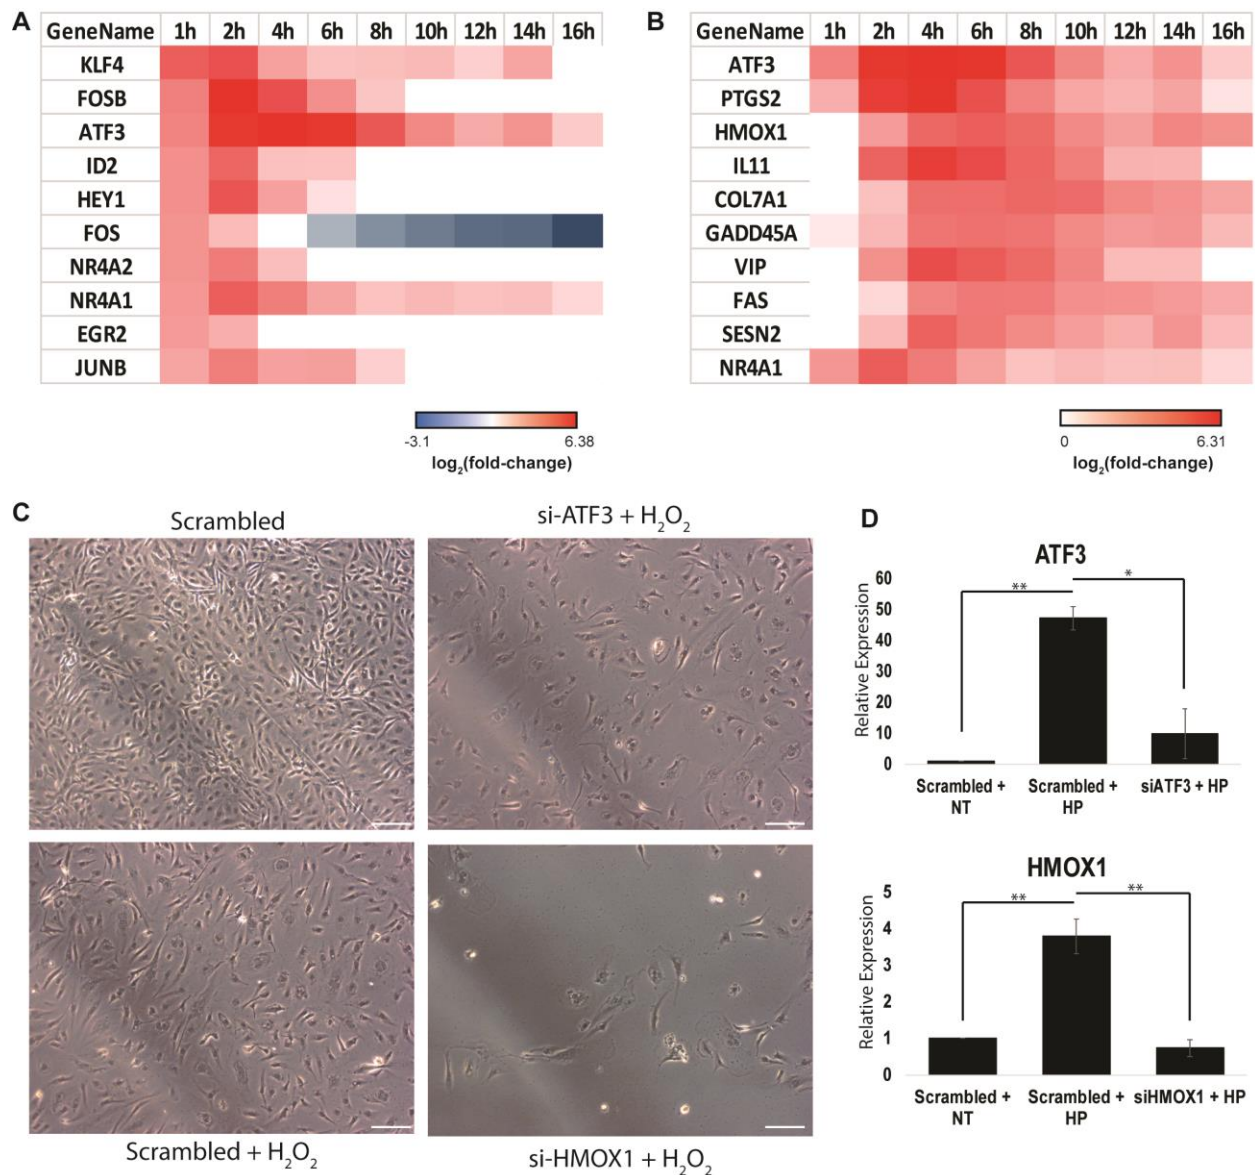 A
GeneName 1h 2h 4h 6h 8h 10h 12h 14h 16h
KLF4
FOSB
ATF3
ID2
HEY1
FOS
NR4A2
NR4A1
EGR2
JUNB
-3.1 6.38
log2(fold-change)
B
GeneName 1h 2h 4h 6h 8h 10h 12h 14h 16h
ATF3
PTGS2
HMOX1
IL11
COL7A1
GADD45A
VIP
FAS
SESN2
NR4A1
0 6.31
log2(fold-change)
C
Scrambled
si-ATF3 + H2O2
Scrambled + H2O2
si-HMOX1 + H2O2
D
ATF3
Relative Expression
60
50
40
30
20
10
0
** *
Scrambled +
NT
Scrambled +
HP
siATF3 + HP
HMOX1
Relative Expression
5
4
3
2
1
0
** **
Scrambled +
NT
Scrambled +
HP
siHMOX1 + HP